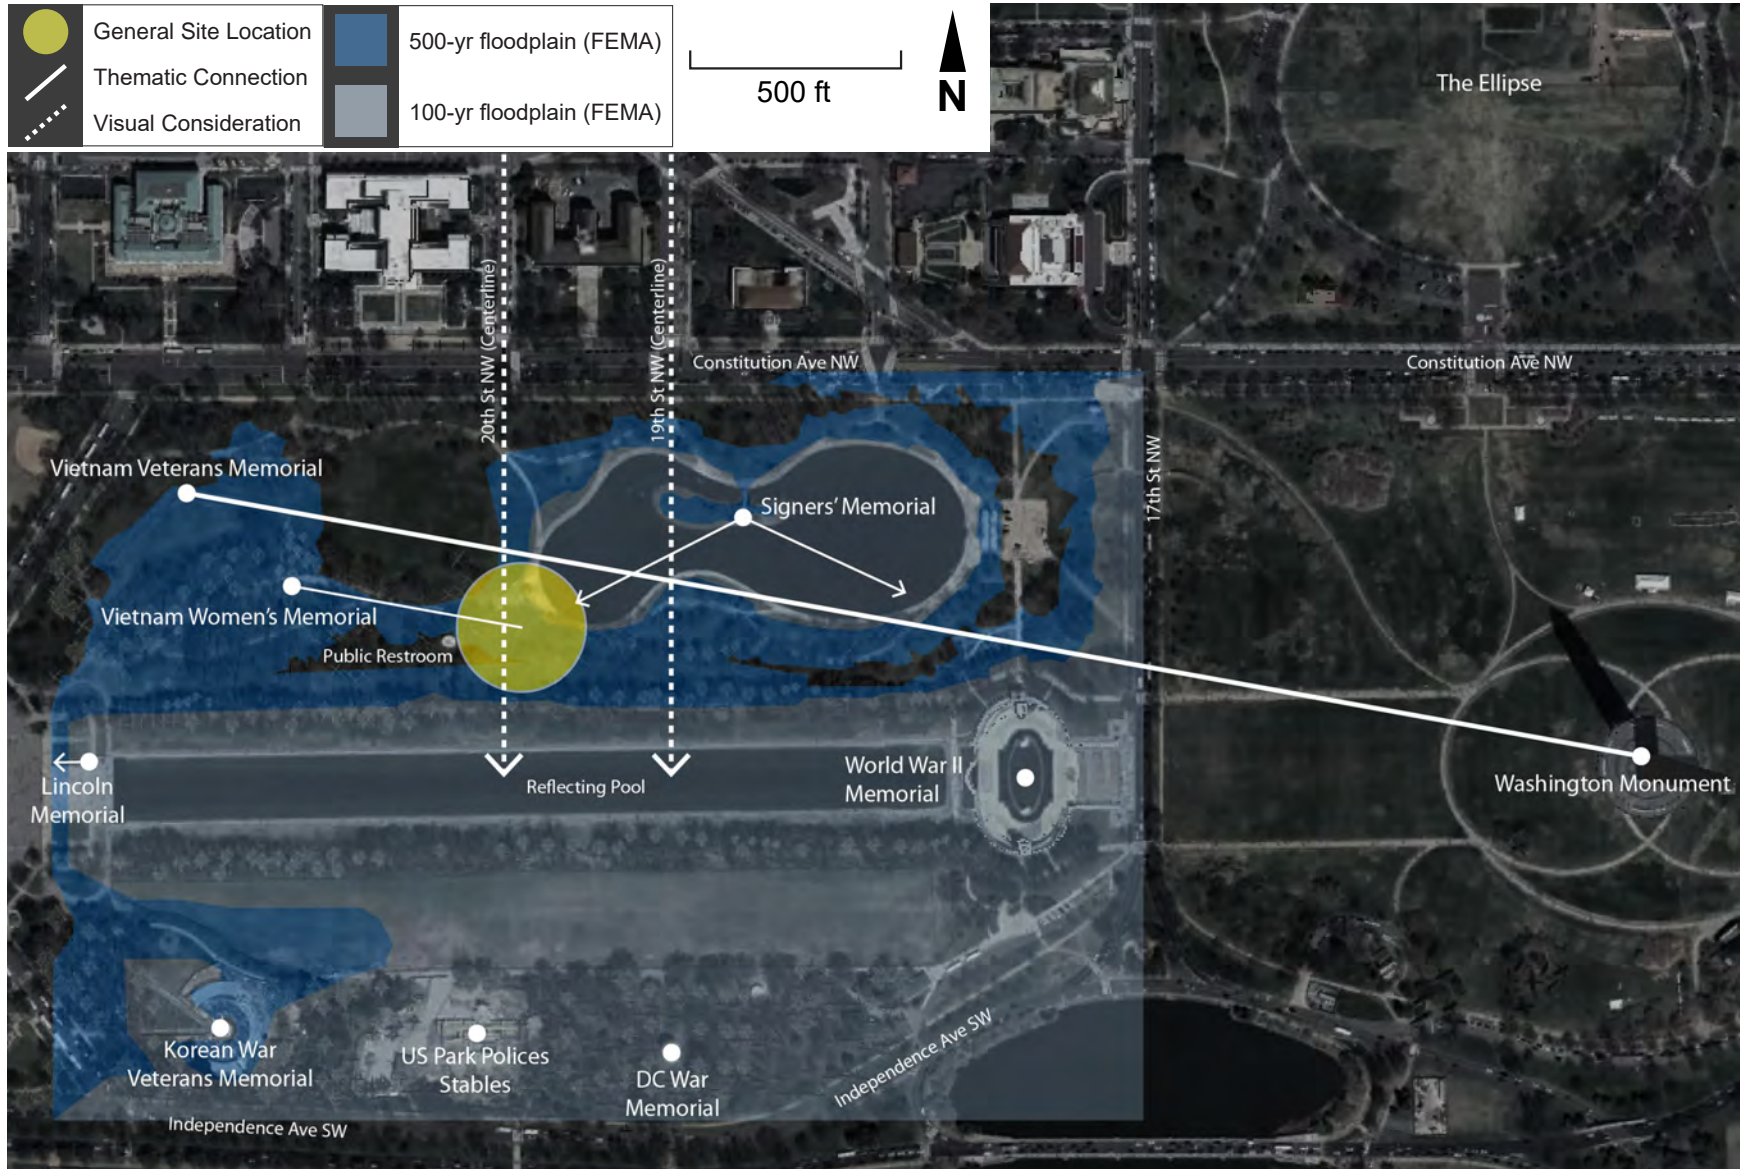 General Site Location
Thematic Connection
Visual Consideration
500-yr floodplain (FEMA)
100-yr floodplain (FEMA)
500 ft
N
The Ellipse
20th St NW (Centerline)
19th St NW (Centerline)
Constitution Ave NW
Constitution Ave NW
17th St NW
Vietnam Veterans Memorial
Signers' Memorial
Vietnam Women's Memorial
Public Restroom
Lincoln
Memorial
Reflecting Pool
World War II
Memorial
Washington Monument
Korean War
Veterans Memorial
US Park Polices
Stables
DC War
Memorial
Independence Ave SW
Independence Ave SW